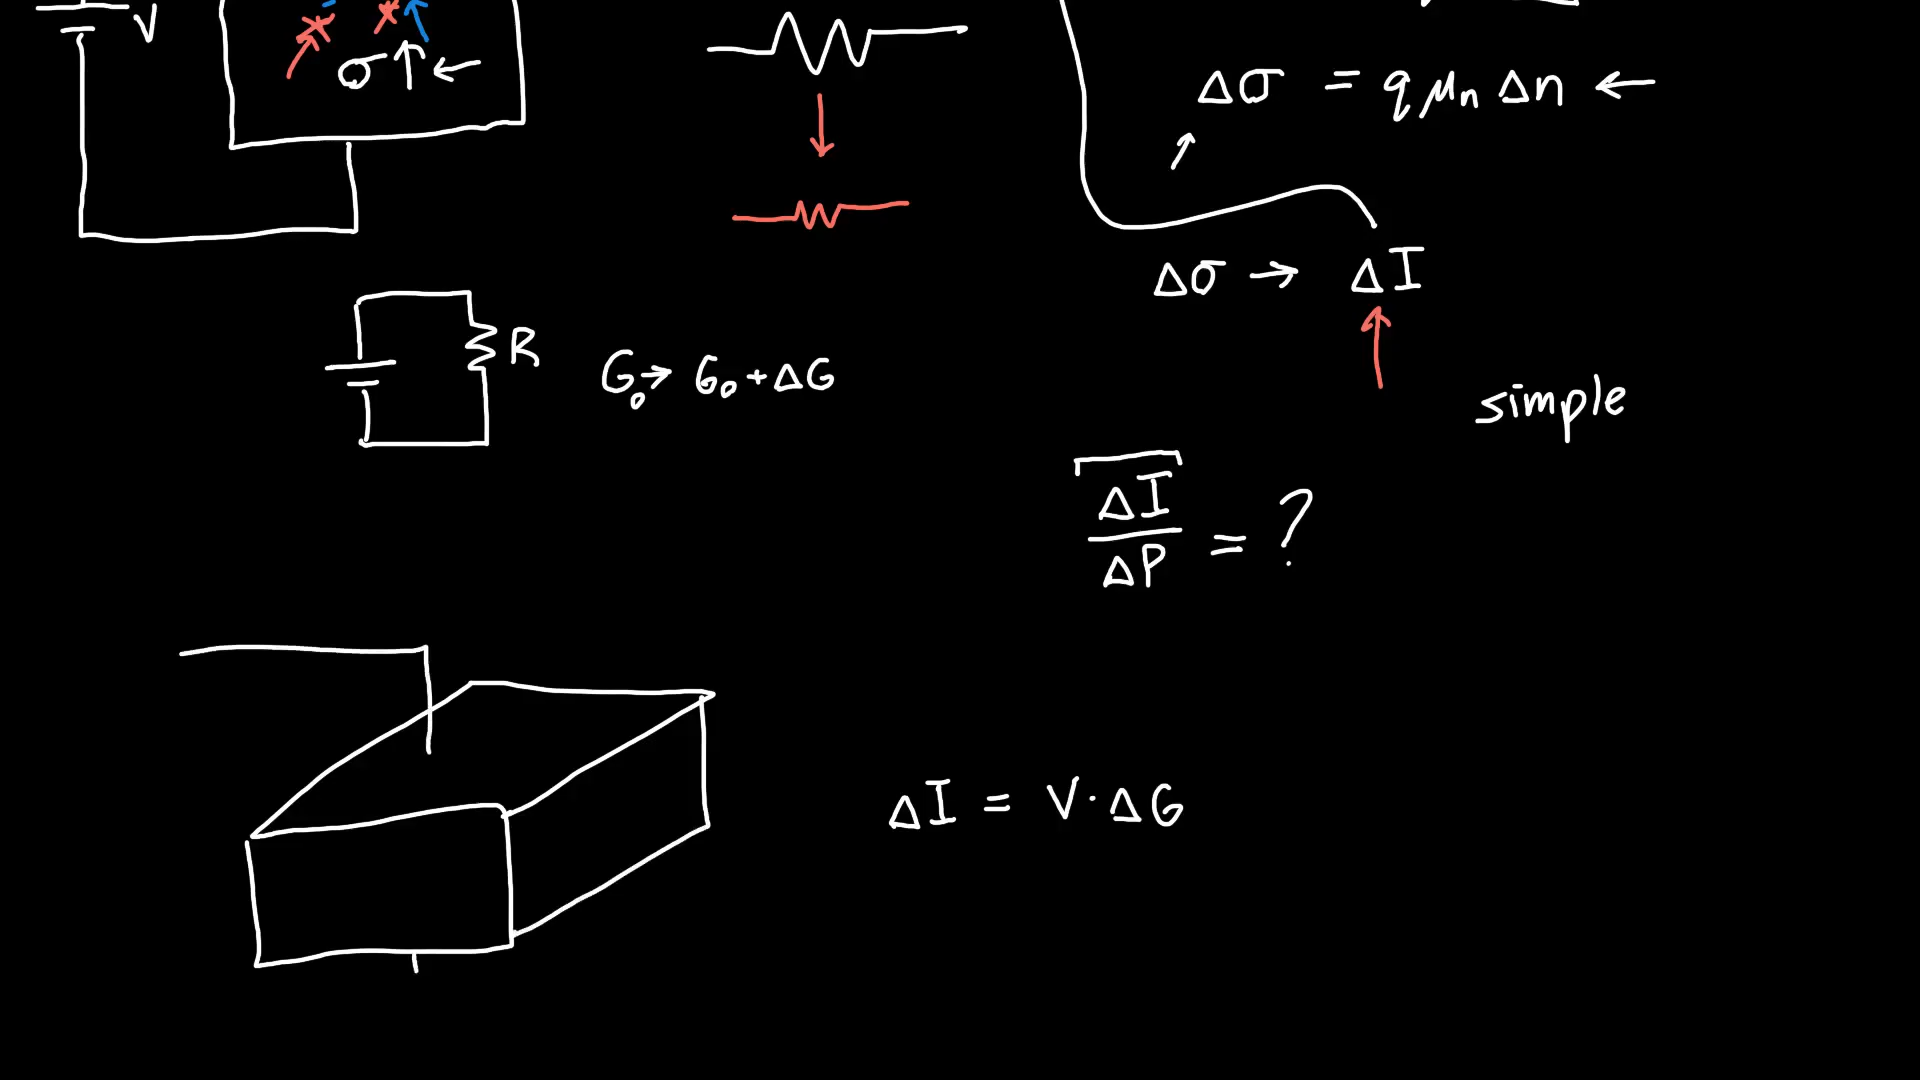 V
σ ↑ ←
Δσ = qμₙ Δn ←
Δσ → ΔI
R
G₀ → G₀ + ΔG
simple
ΔI
ΔP
= ?
ΔI = V · ΔG